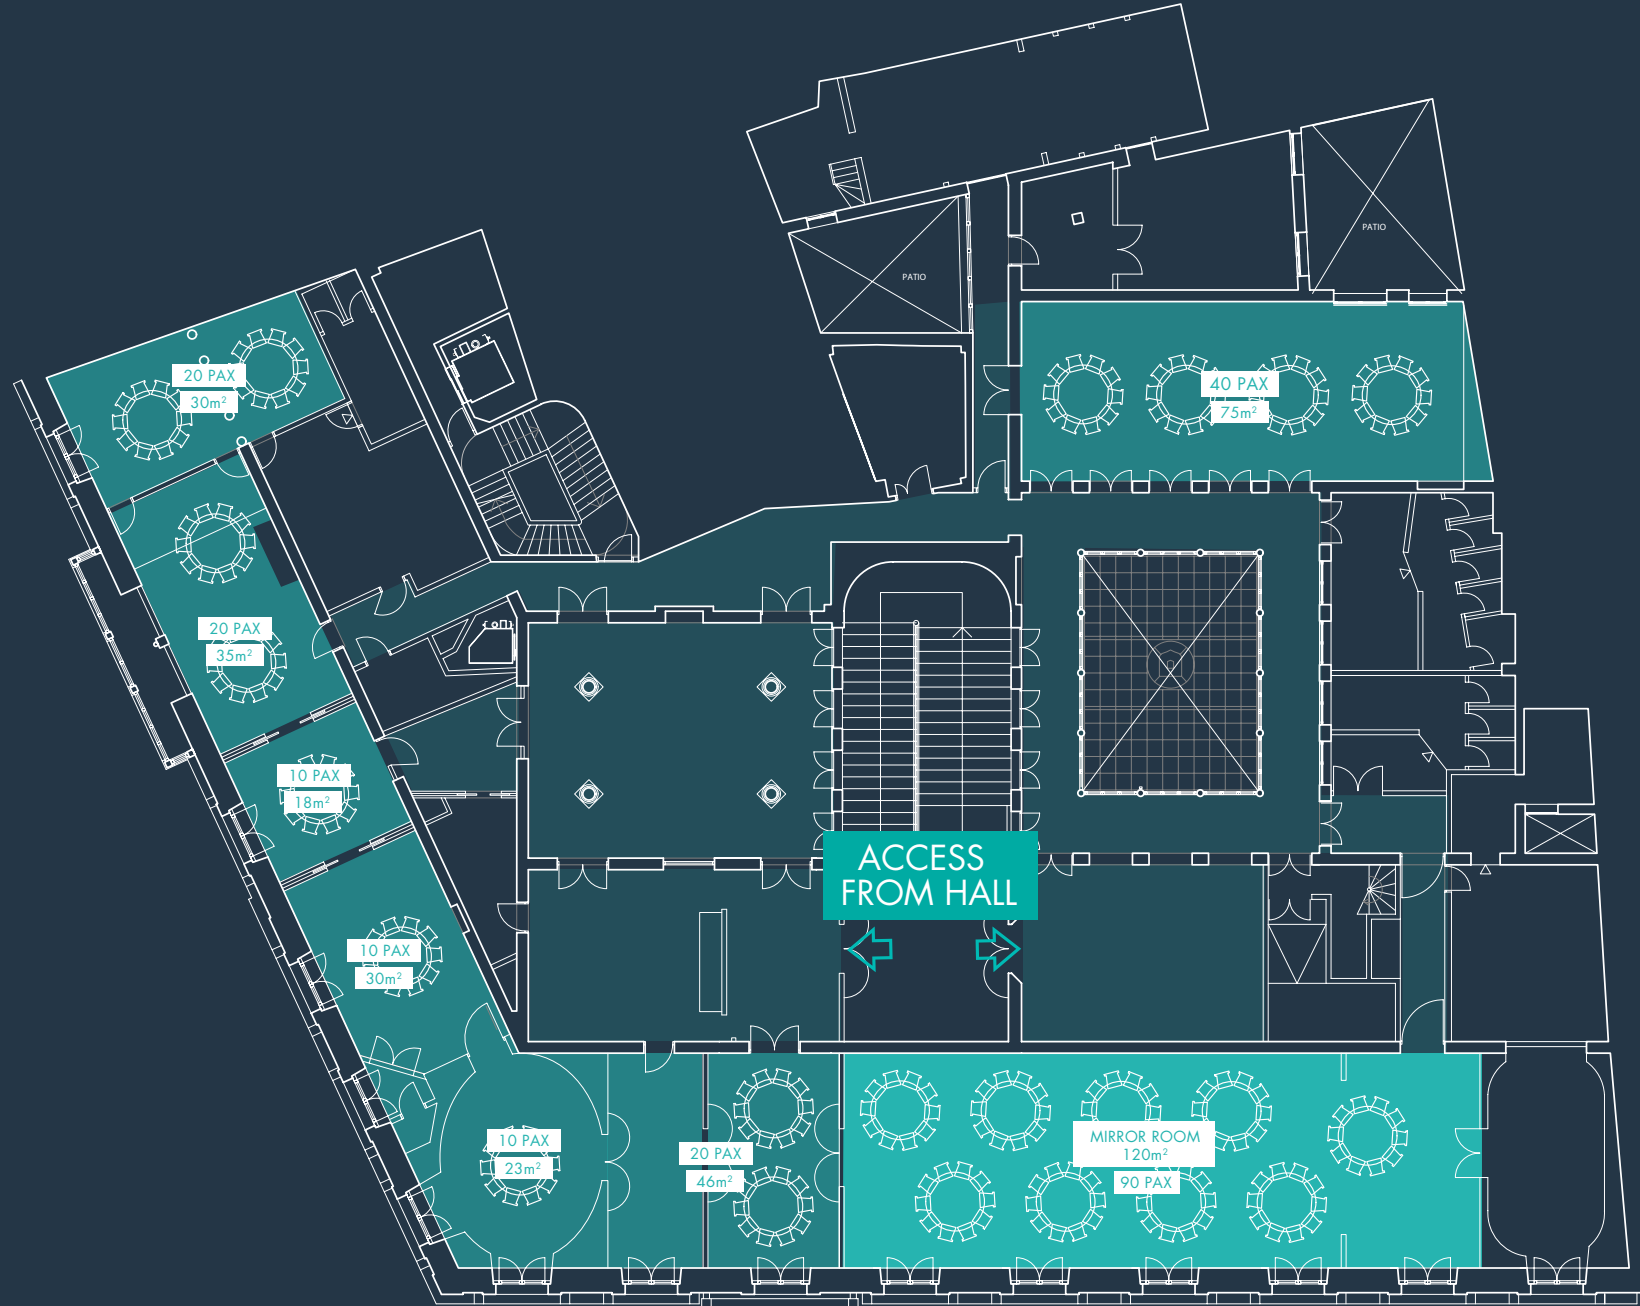 PATIO
PATIO
20 PAX
30m²
40 PAX
75m²
20 PAX
35m²
10 PAX
18m²
ACCESS
FROM HALL
10 PAX
30m²
10 PAX
23m²
20 PAX
46m²
MIRROR ROOM
120m²
90 PAX